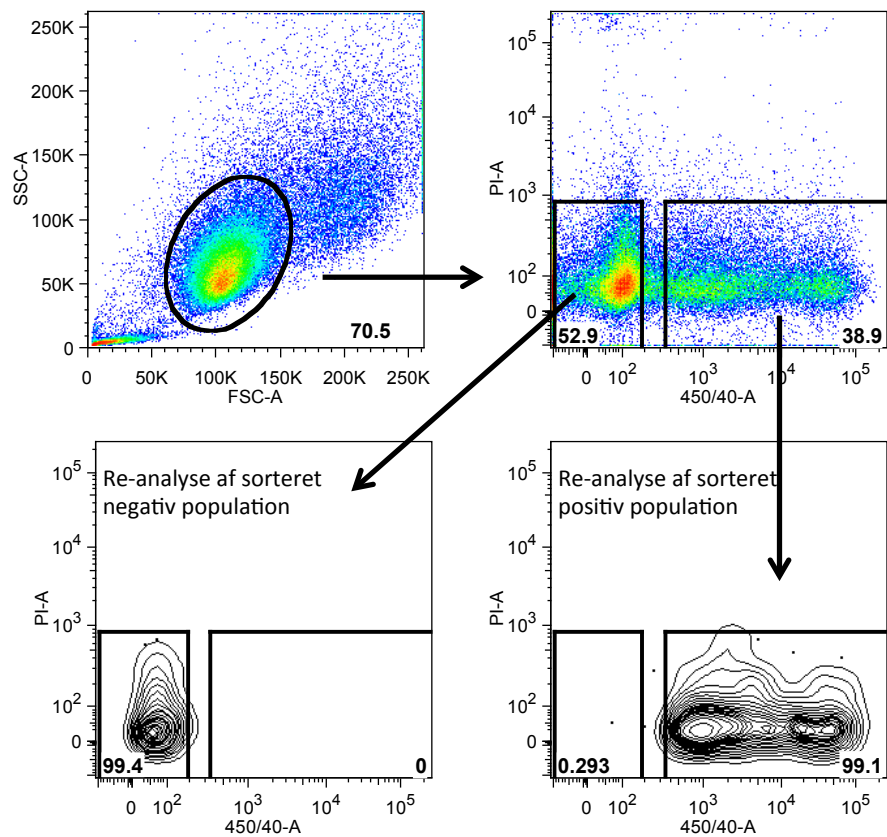 260K
200K
150K
100K
50K
0
SSC-A
70.5
0 50K 100K 150K 200K 250K
FSC-A
10^5
10^4
10^3
10^2
0
PI-A
52.9 38.9
0 10^2 10^3 10^4 10^5
450/40-A
10^5
10^4
10^3
10^2
0
PI-A
Re-analyse af sorteret
negativ population
99.4 0
0 10^2 10^3 10^4 10^5
450/40-A
10^5
10^4
10^3
10^2
0
PI-A
Re-analyse af sorteret
positiv population
0.293 99.1
0 10^2 10^3 10^4 10^5
450/40-A